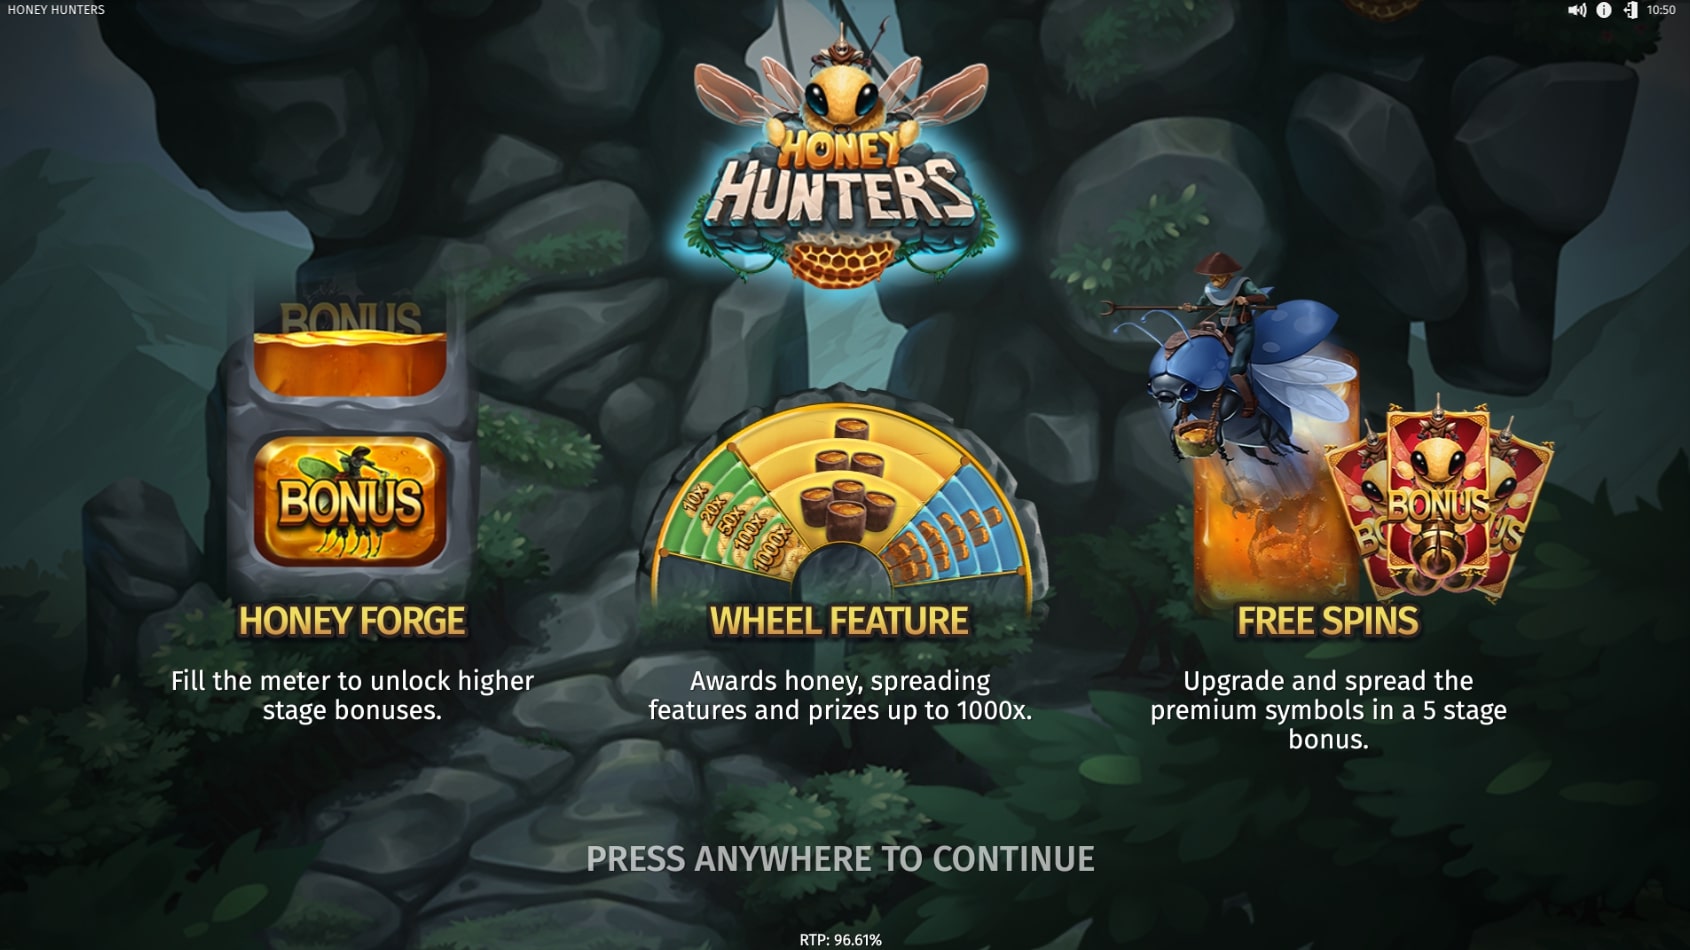 HONEY HUNTERS
10:50
HONEY
HUNTERS
BONUS
BONUS
10X
20X
50X
100X
1000X
BONUS
HONEY FORGE
WHEEL FEATURE
FREE SPINS
Fill the meter to unlock higher
stage bonuses.
Awards honey, spreading
features and prizes up to 1000x.
Upgrade and spread the
premium symbols in a 5 stage
bonus.
PRESS ANYWHERE TO CONTINUE
RTP: 96.61%